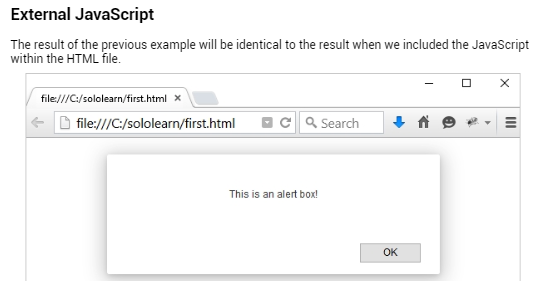 External JavaScript
The result of the previous example will be identical to the result when we included the JavaScript
within the HTML file.
file:///C:/sololearn/first.html ×
file:///C:/sololearn/first.html
Search
This is an alert box!
OK